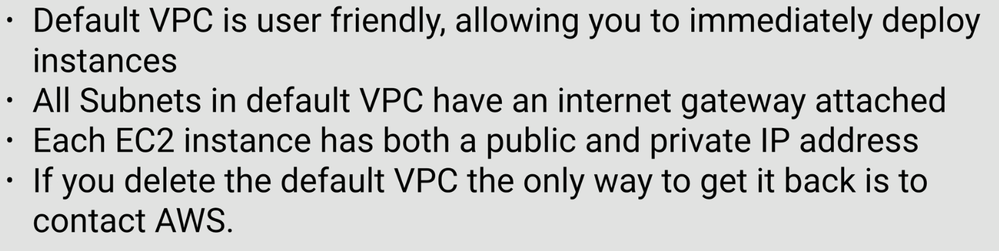 • Default VPC is user friendly, allowing you to immediately deploy
instances
• All Subnets in default VPC have an internet gateway attached
• Each EC2 instance has both a public and private IP address
• If you delete the default VPC the only way to get it back is to
contact AWS.